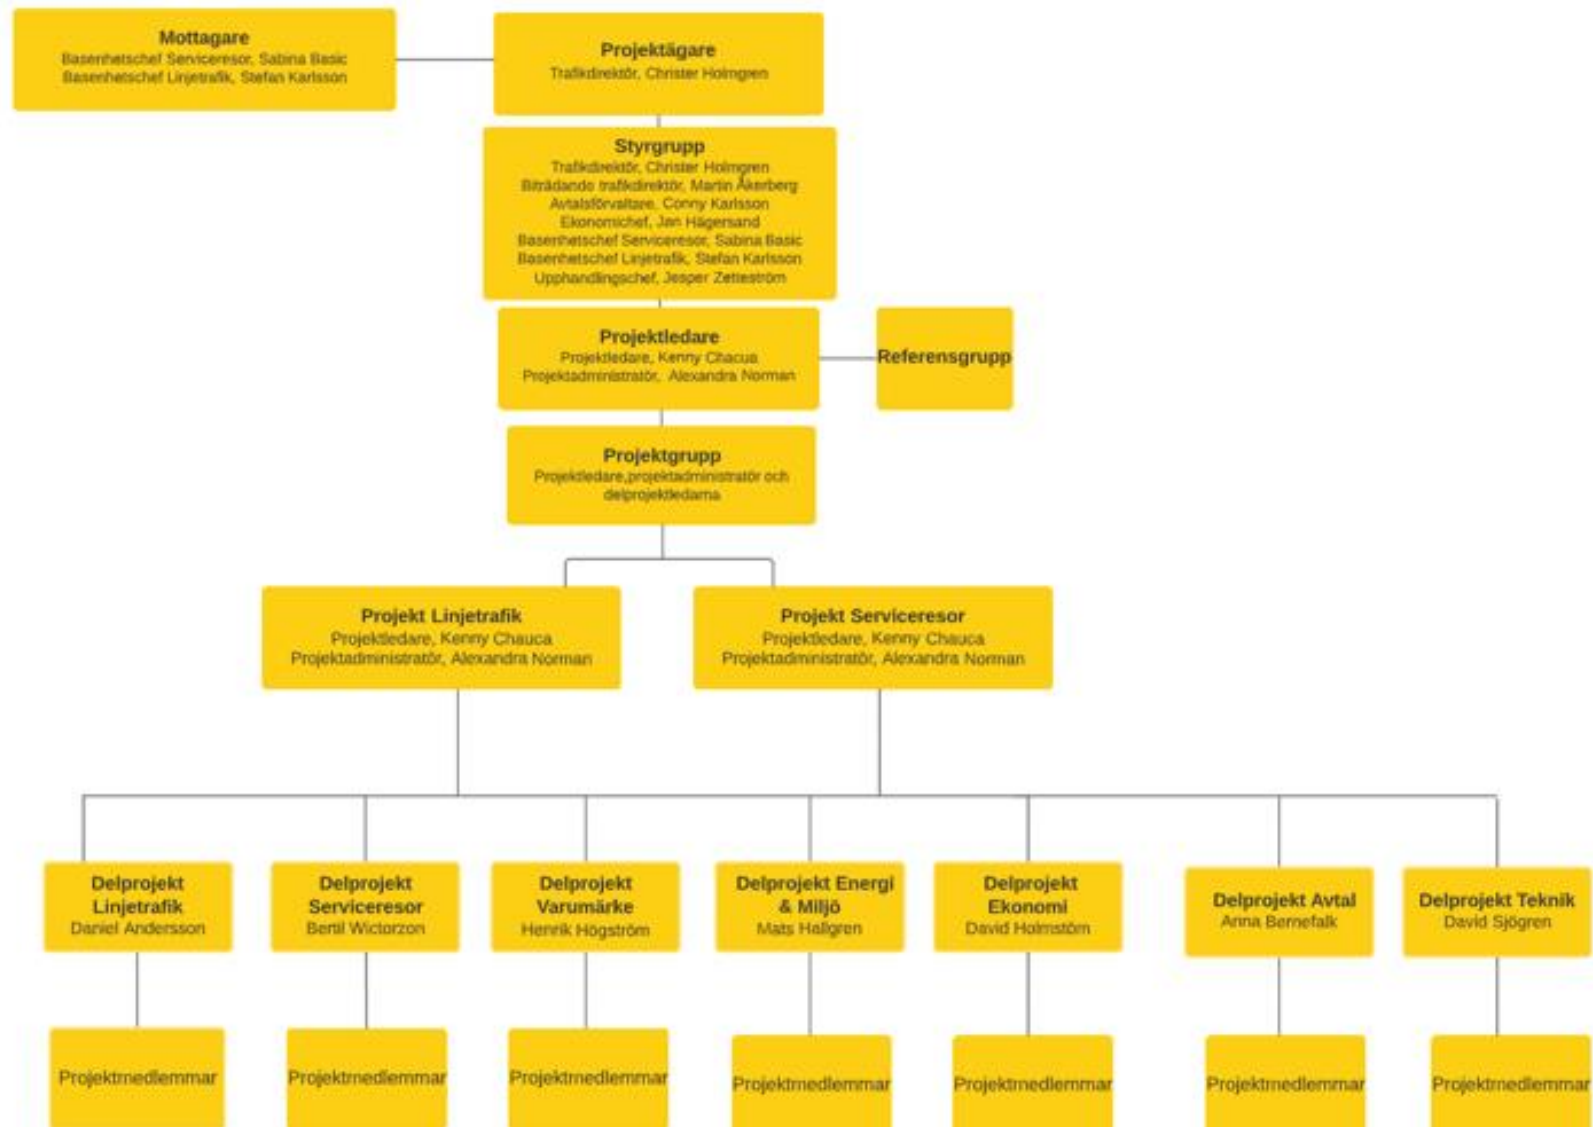 Mottagare
Basenhetschef Serviceresor, Sabina Basic
Basenhetschef Linjetrafik, Stefan Karlsson
Projektägare
Trafikdirektör, Christer Holmgren
Styrgrupp
Trafikdirektör, Christer Holmgren
Biträdande trafikdirektör, Martin Åkerberg
Avtalsförvaltare, Conny Karlsson
Ekonomichef, Jan Hägersand
Basenhetschef Serviceresor, Sabina Basic
Basenhetschef Linjetrafik, Stefan Karlsson
Upphandlingschef, Jesper Zetteström
Projektledare
Projektledare, Kenny Chacua
Projektadministratör, Alexandra Norman
Referensgrupp
Projektgrupp
Projektledare,projektadministratör och
delprojektledarna
Projekt Linjetrafik
Projektledare, Kenny Chauca
Projektadministratör, Alexandra Norman
Projekt Serviceresor
Projektledare, Kenny Chauca
Projektadministratör, Alexandra Norman
Delprojekt
Linjetrafik
Daniel Andersson
Delprojekt
Serviceresor
Bertil Wictorzon
Delprojekt
Varumärke
Henrik Högström
Delprojekt Energi
& Miljö
Mats Hallgren
Delprojekt
Ekonomi
David Holmstöm
Delprojekt Avtal
Anna Bernefalk
Delprojekt Teknik
David Sjögren
Projektmedlemmar
Projektmedlemmar
Projektmedlemmar
Projektmedlemmar
Projektmedlemmar
Projektmedlemmar
Projektmedlemmar